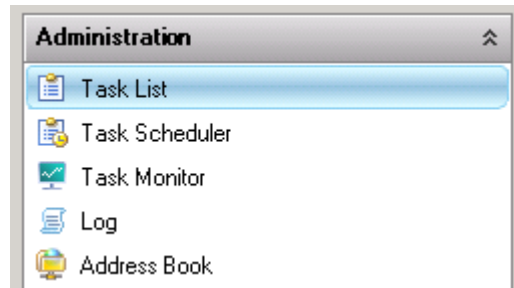 Administration
Task List
Task Scheduler
Task Monitor
Log
Address Book